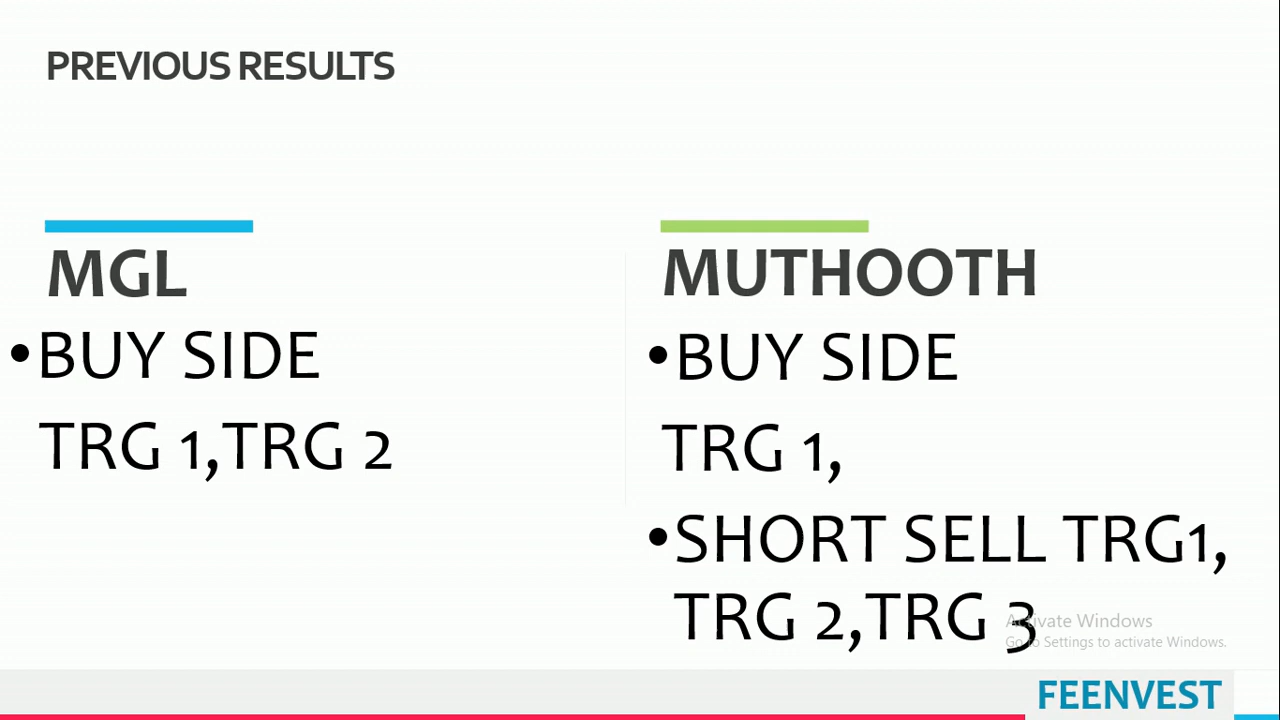 PREVIOUS RESULTS
MGL
•BUY SIDE
TRG 1,TRG 2
MUTHOOTH
•BUY SIDE
TRG 1,
•SHORT SELL TRG1,
TRG 2,TRG 3
Activate Windows
Go to Settings to activate Windows.
FEENVEST